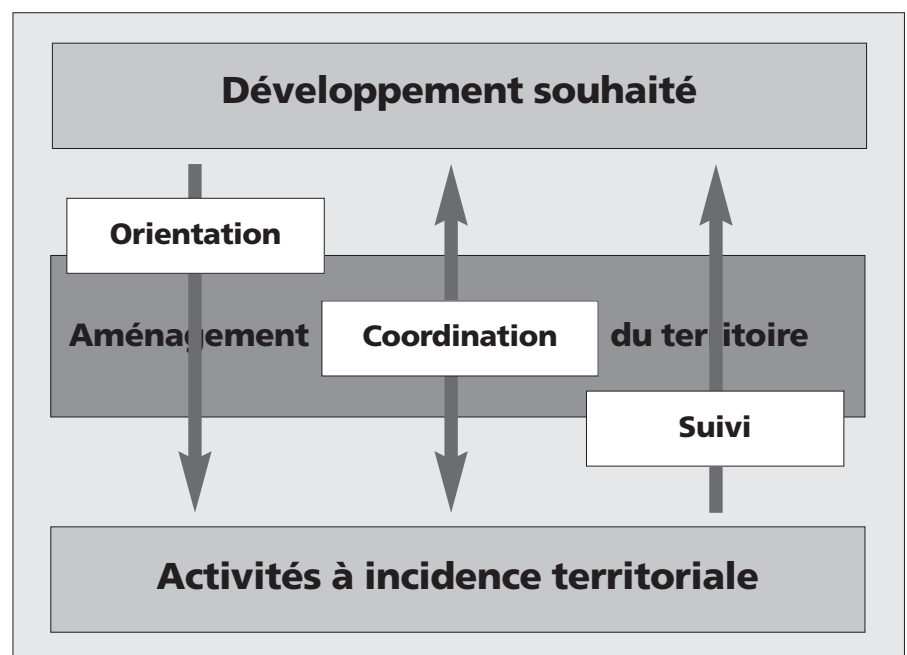 Développement souhaité
Orientation
Aménagement
Coordination
du territoire
Suivi
Activités à incidence territoriale